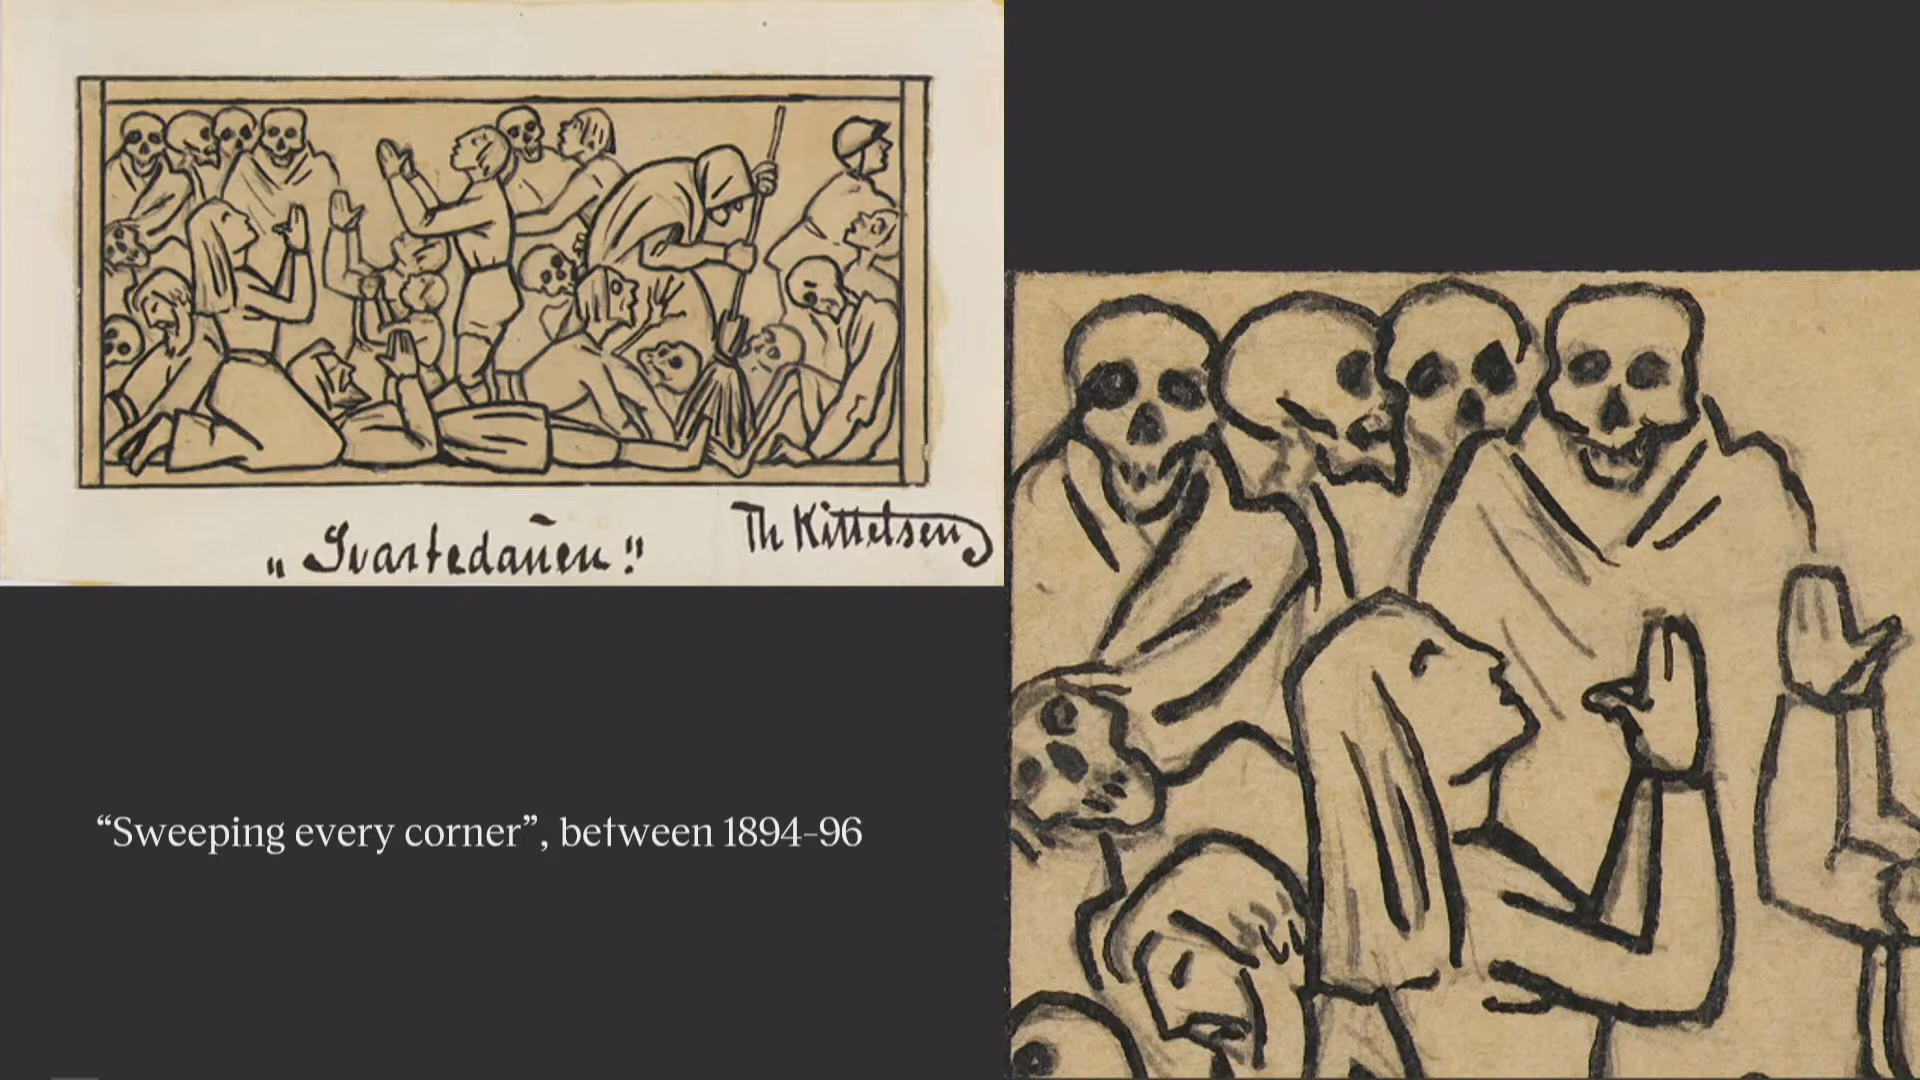 „Svartedauen."
Th Kittelsen
“Sweeping every corner”, between 1894-96